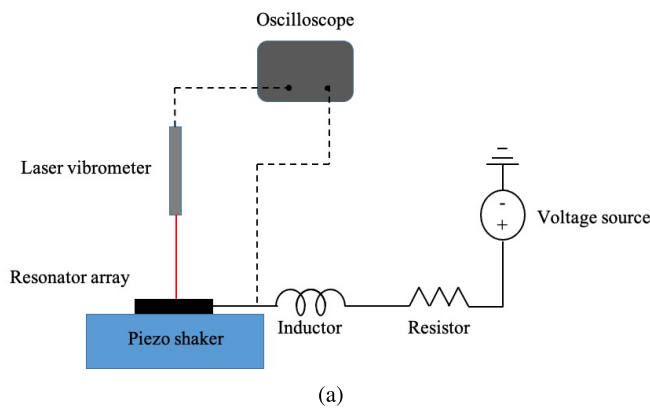 Oscilloscope
Laser vibrometer
-
+
Voltage source
Resonator array
Inductor
Resistor
Piezo shaker
(a)